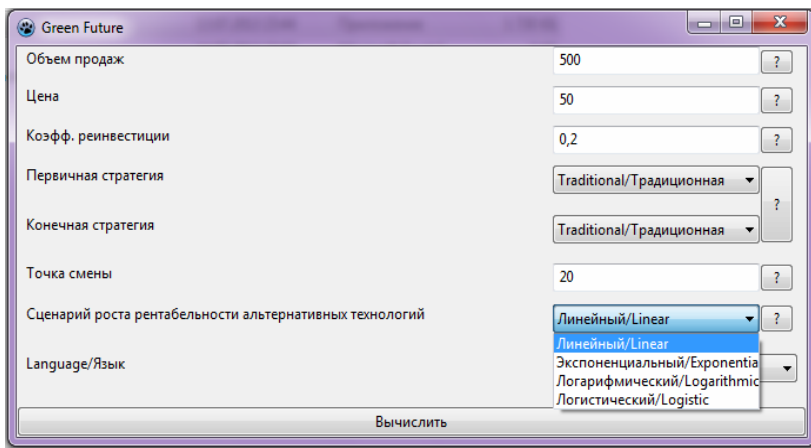 Green Future
Объем продаж 500 ?
Цена 50 ?
Коэфф. реинвестиции 0,2 ?
Первичная стратегия Traditional/Традиционная ?
Конечная стратегия Traditional/Традиционная
Точка смены 20 ?
Сценарий роста рентабельности альтернативных технологий Линейный/Linear ?
Линейный/Linear
Language/Язык Экспоненциальный/Exponentia
Логарифмический/Logarithmic
Логистический/Logistic
Вычислить